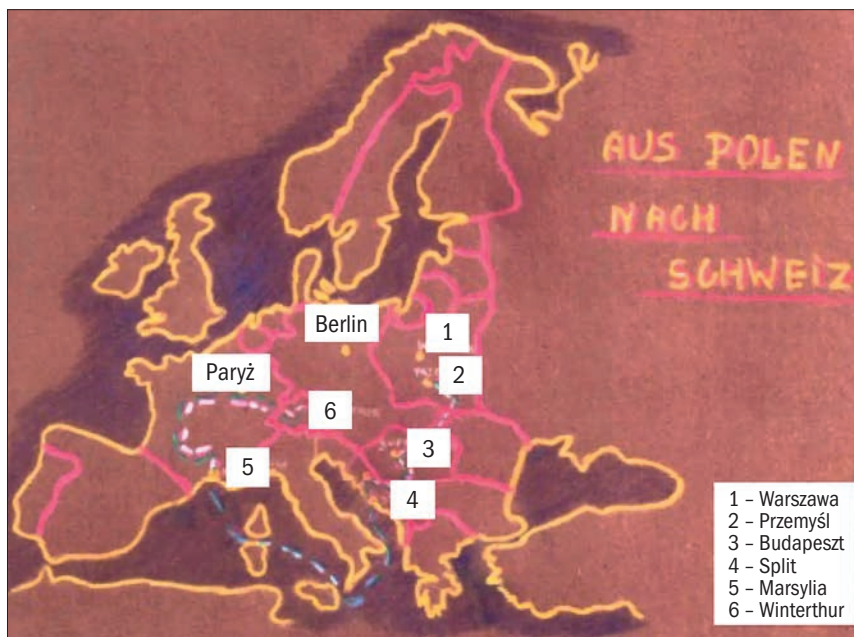 AUS POLEN
NACH
SCHWEIZ
Berlin
1
Paryż
2
6
3
5
4
1 – Warszawa
2 – Przemyśl
3 – Budapeszt
4 – Split
5 – Marsylia
6 – Winterthur